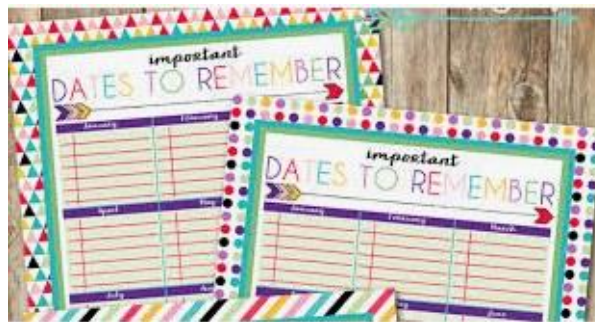 important
DATES TO REMEMBER
January
February
April
May
July
important
DATES TO REMEMBER
January
February
March
June